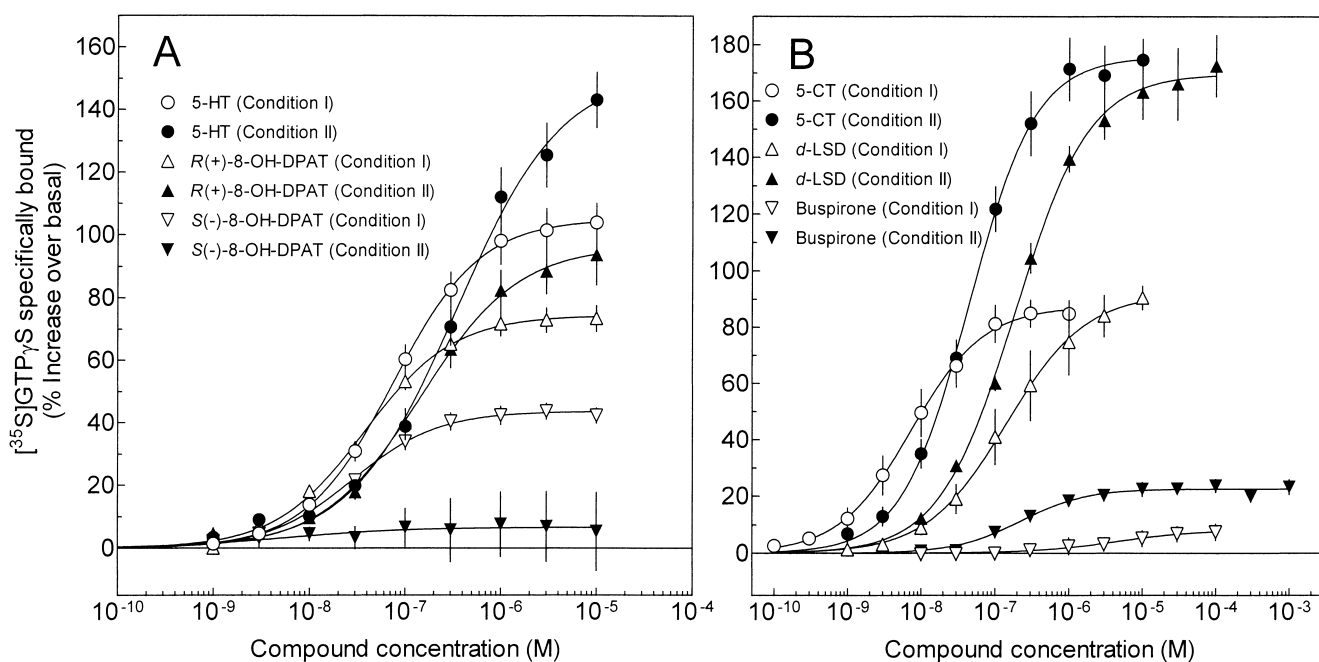 [³⁵S]GTPγS specifically bound
(% Increase over basal)
A
160
140
120
100
80
60
40
20
0
5-HT (Condition I)
5-HT (Condition II)
R(+)-8-OH-DPAT (Condition I)
R(+)-8-OH-DPAT (Condition II)
S(-)-8-OH-DPAT (Condition I)
S(-)-8-OH-DPAT (Condition II)
10⁻¹⁰ 10⁻⁹ 10⁻⁸ 10⁻⁷ 10⁻⁶ 10⁻⁵ 10⁻⁴
Compound concentration (M)
B
180
160
140
120
100
80
60
40
20
0
5-CT (Condition I)
5-CT (Condition II)
d-LSD (Condition I)
d-LSD (Condition II)
Buspirone (Condition I)
Buspirone (Condition II)
10⁻¹⁰ 10⁻⁹ 10⁻⁸ 10⁻⁷ 10⁻⁶ 10⁻⁵ 10⁻⁴ 10⁻³
Compound concentration (M)